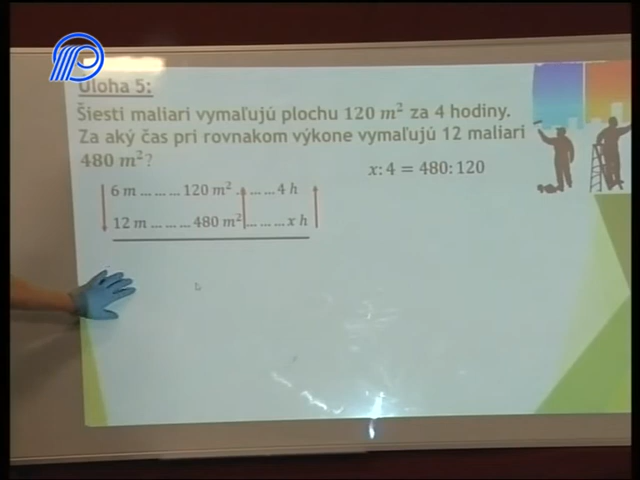 Úloha 5:
Šiesti maliari vymaľujú plochu 120 m² za 4 hodiny.
Za aký čas pri rovnakom výkone vymaľujú 12 maliari
480 m²?
x: 4 = 480: 120
6 m ... ... ... 120 m² ... ... 4 h
12 m ... ... ... 480 m² ... ... ... x h